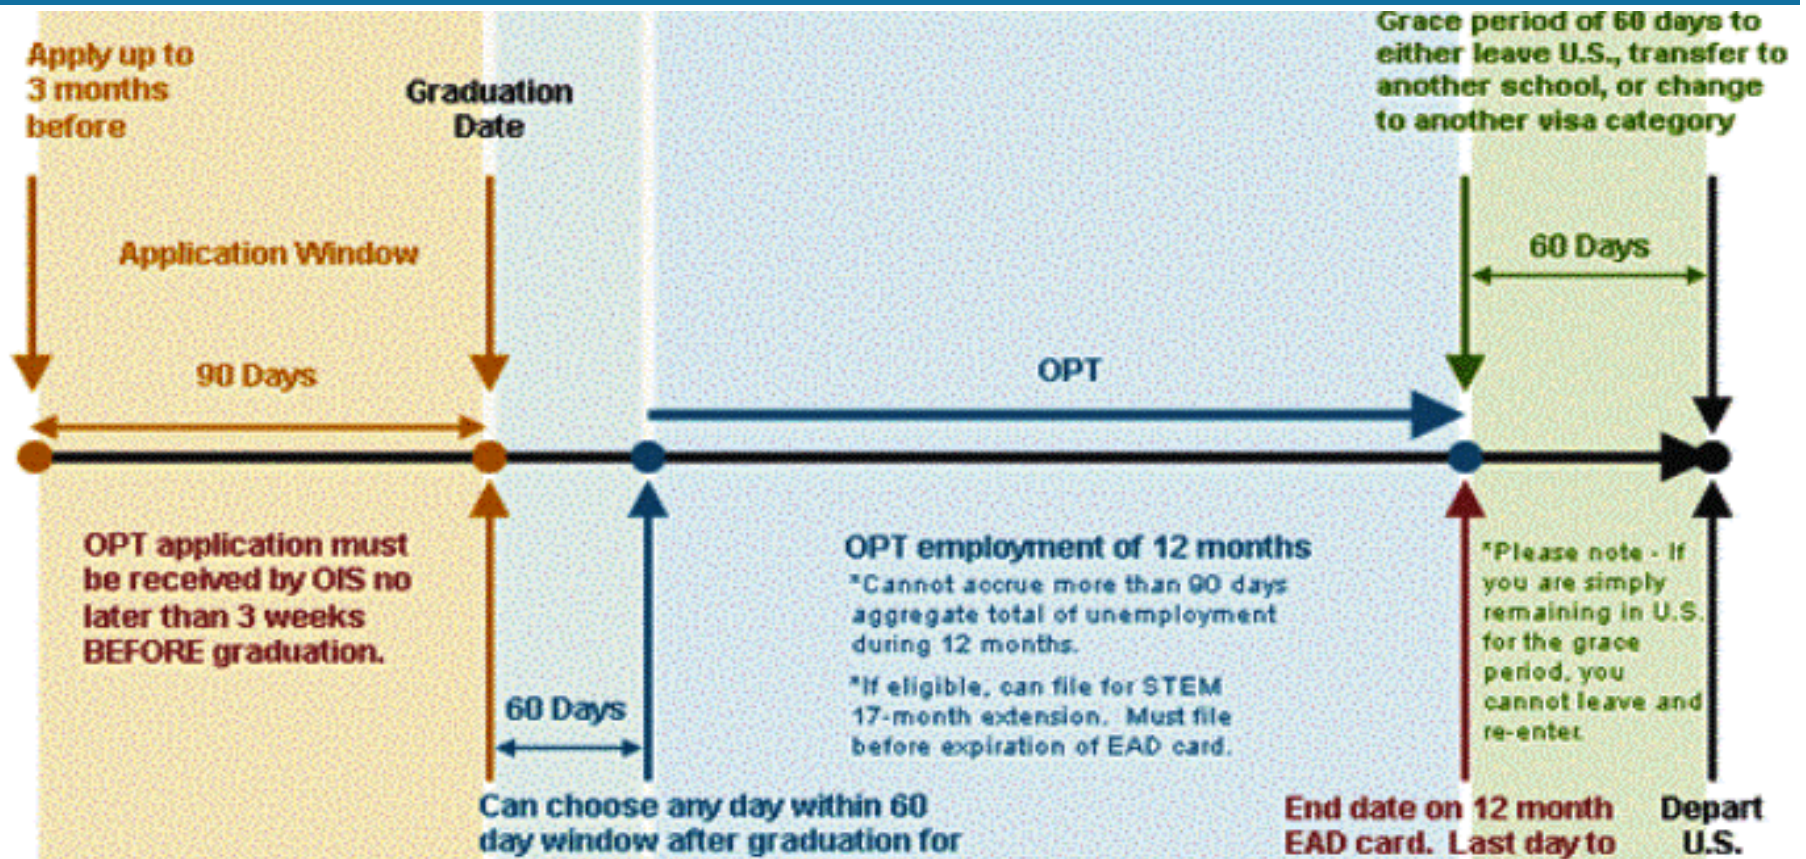 Apply up to
3 months
before
Graduation
Date
Grace period of 60 days to
either leave U.S., transfer to
another school, or change
to another visa category
Application Window
60 Days
90 Days
OPT
OPT application must
be received by OIS no
later than 3 weeks
BEFORE graduation.
60 Days
OPT employment of 12 months
*Cannot accrue more than 90 days
aggregate total of unemployment
during 12 months.
*If eligible, can file for STEM
17-month extension. Must file
before expiration of EAD card.
*Please note - If
you are simply
remaining in U.S.
for the grace
period, you
cannot leave and
re-enter.
Can choose any day within 60
day window after graduation for
End date on 12 month
EAD card. Last day to
Depart
U.S.